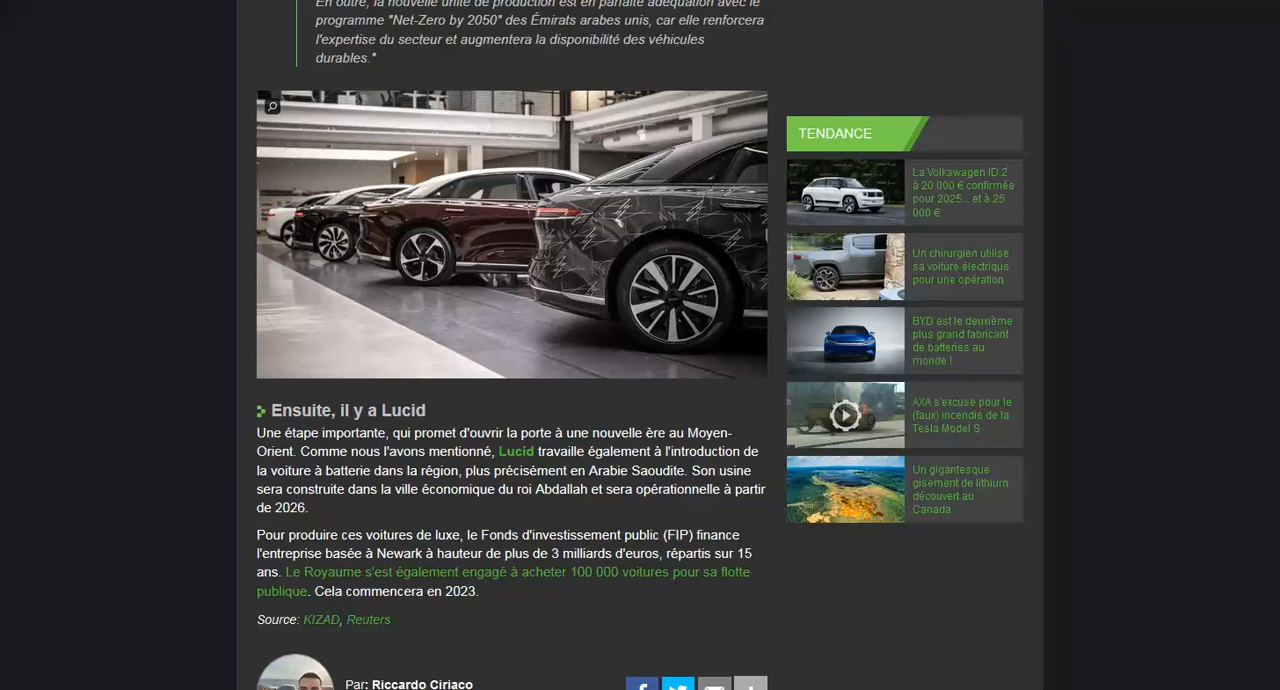 En outre, la nouvelle unité de production est en parfaite adéquation avec le
programme "Net-Zero by 2050" des Émirats arabes unis, car elle renforcera
l'expertise du secteur et augmentera la disponibilité des véhicules
durables."
Ensuite, il y a Lucid
Une étape importante, qui promet d'ouvrir la porte à une nouvelle ère au Moyen-
Orient. Comme nous l'avons mentionné, Lucid travaille également à l'introduction de
la voiture à batterie dans la région, plus précisément en Arabie Saoudite. Son usine
sera construite dans la ville économique du roi Abdallah et sera opérationnelle à partir
de 2026.
Pour produire ces voitures de luxe, le Fonds d'investissement public (FIP) finance
l'entreprise basée à Newark à hauteur de plus de 3 milliards d'euros, répartis sur 15
ans. Le Royaume s'est également engagé à acheter 100 000 voitures pour sa flotte
publique. Cela commencera en 2023.
Source: KIZAD, Reuters
Par: Riccardo Ciriaco
TENDANCE
La Volkswagen ID.2
à 20 000 € confirmée
pour 2025... et à 25
000 €
Un chirurgien utilise
sa voiture électrique
pour une opération
BYD est le deuxième
plus grand fabricant
de batteries au
monde !
AXA s'excuse pour le
(faux) incendie de la
Tesla Model S
Un gigantesque
gisement de lithium
découvert au
Canada